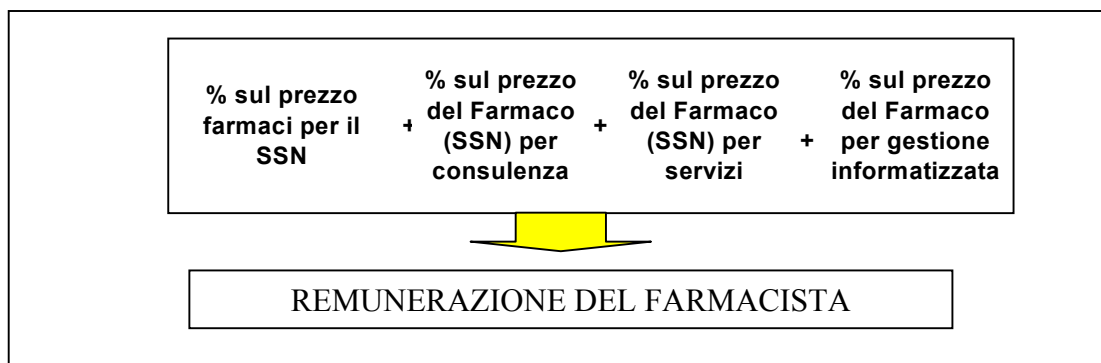 % sul prezzo
farmaci per il
SSN
+
% sul prezzo
del Farmaco
(SSN) per
consulenza
+
% sul prezzo
del Farmaco
(SSN) per
servizi
+
% sul prezzo
del Farmaco
per gestione
informatizzata
REMUNERAZIONE DEL FARMACISTA